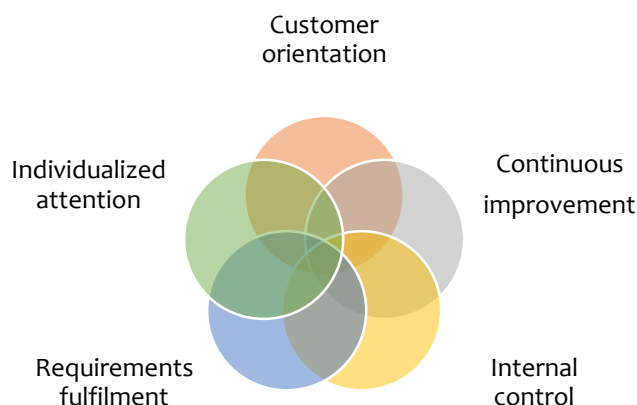 Customer
orientation
Continuous
improvement
Internal
control
Requirements
fulfilment
Individualized
attention